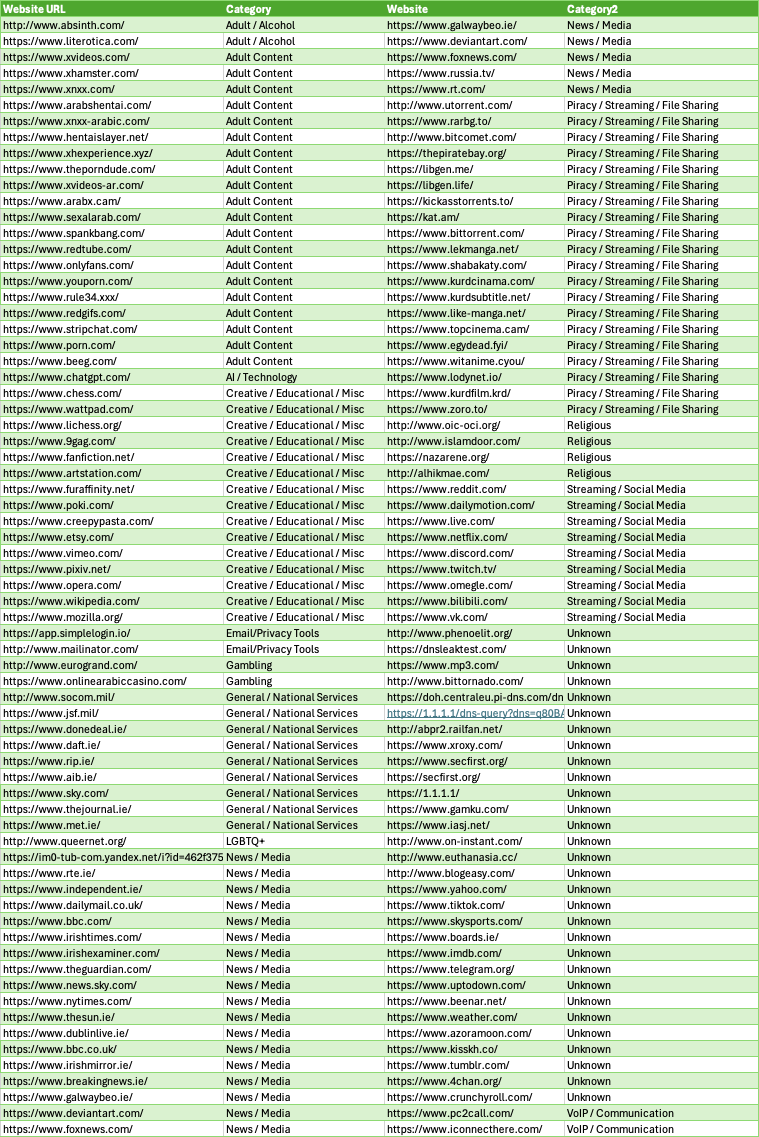 Website URL Category Website Category2
http://www.absinth.com/ Adult / Alcohol https://www.galwaybeo.ie/ News / Media
https://www.literotica.com/ Adult / Alcohol https://www.deviantart.com/ News / Media
https://www.xvideos.com/ Adult Content https://www.foxnews.com/ News / Media
https://www.xhamster.com/ Adult Content https://www.russia.tv/ News / Media
https://www.xnxx.com/ Adult Content https://www.rt.com/ News / Media
https://www.arabshentai.com/ Adult Content http://www.utorrent.com/ Piracy / Streaming / File Sharing
https://www.xnxx-arabic.com/ Adult Content https://www.rarbg.to/ Piracy / Streaming / File Sharing
https://www.hentaislayer.net/ Adult Content http://www.bitcomet.com/ Piracy / Streaming / File Sharing
https://www.xhexperience.xyz/ Adult Content https://thepiratebay.org/ Piracy / Streaming / File Sharing
https://www.theporndude.com/ Adult Content https://libgen.me/ Piracy / Streaming / File Sharing
https://www.xvideos-ar.com/ Adult Content https://libgen.life/ Piracy / Streaming / File Sharing
https://www.arabx.cam/ Adult Content https://kickasstorrents.to/ Piracy / Streaming / File Sharing
https://www.sexalarab.com/ Adult Content https://kat.am/ Piracy / Streaming / File Sharing
https://www.spankbang.com/ Adult Content https://www.bittorrent.com/ Piracy / Streaming / File Sharing
https://www.redtube.com/ Adult Content https://www.lekmanga.net/ Piracy / Streaming / File Sharing
https://www.onlyfans.com/ Adult Content https://www.shabakaty.com/ Piracy / Streaming / File Sharing
https://www.youporn.com/ Adult Content https://www.kurdcinama.com/ Piracy / Streaming / File Sharing
https://www.rule34.xxx/ Adult Content https://www.kurdsubtitle.net/ Piracy / Streaming / File Sharing
https://www.redgifs.com/ Adult Content https://www.like-manga.net/ Piracy / Streaming / File Sharing
https://www.stripchat.com/ Adult Content https://www.topcinema.cam/ Piracy / Streaming / File Sharing
https://www.porn.com/ Adult Content https://www.egydead.fyi/ Piracy / Streaming / File Sharing
https://www.beeg.com/ Adult Content https://www.witanime.cyou/ Piracy / Streaming / File Sharing
https://www.chatgpt.com/ AI / Technology https://www.lodynet.io/ Piracy / Streaming / File Sharing
https://www.chess.com/ Creative / Educational / Misc https://www.kurdfilm.krd/ Piracy / Streaming / File Sharing
https://www.wattpad.com/ Creative / Educational / Misc https://www.zoro.to/ Piracy / Streaming / File Sharing
https://www.lichess.org/ Creative / Educational / Misc http://www.oic-oci.org/ Religious
https://www.9gag.com/ Creative / Educational / Misc http://www.islamdoor.com/ Religious
https://www.fanfiction.net/ Creative / Educational / Misc https://nazarene.org/ Religious
https://www.artstation.com/ Creative / Educational / Misc http://alhikmae.com/ Religious
https://www.furaffinity.net/ Creative / Educational / Misc https://www.reddit.com/ Streaming / Social Media
https://www.poki.com/ Creative / Educational / Misc https://www.dailymotion.com/ Streaming / Social Media
https://www.creepypasta.com/ Creative / Educational / Misc https://www.live.com/ Streaming / Social Media
https://www.etsy.com/ Creative / Educational / Misc https://www.netflix.com/ Streaming / Social Media
https://www.vimeo.com/ Creative / Educational / Misc https://www.discord.com/ Streaming / Social Media
https://www.pixiv.net/ Creative / Educational / Misc https://www.twitch.tv/ Streaming / Social Media
https://www.opera.com/ Creative / Educational / Misc https://www.omegle.com/ Streaming / Social Media
https://www.wikipedia.com/ Creative / Educational / Misc https://www.bilibili.com/ Streaming / Social Media
https://www.mozilla.org/ Creative / Educational / Misc https://www.vk.com/ Streaming / Social Media
https://app.simplelogin.io/ Email/Privacy Tools http://www.phenoelit.org/ Unknown
http://www.mailinator.com/ Email/Privacy Tools https://dnsleaktest.com/ Unknown
http://www.eurogrand.com/ Gambling https://www.mp3.com/ Unknown
https://www.onlinearabiccasino.com/ Gambling http://www.bittornado.com/ Unknown
http://www.socom.mil/ General / National Services https://doh.centraleu.pi-dns.com/dn Unknown
https://www.jsf.mil/ General / National Services https://1.1.1.1/dns-query?dns=q80B/ Unknown
https://www.donedeal.ie/ General / National Services http://abpr2.railfan.net/ Unknown
https://www.daft.ie/ General / National Services https://www.xroxy.com/ Unknown
https://www.rip.ie/ General / National Services https://www.secfirst.org/ Unknown
https://www.aib.ie/ General / National Services https://secfirst.org/ Unknown
https://www.sky.com/ General / National Services https://1.1.1.1/ Unknown
https://www.thejournal.ie/ General / National Services https://www.gamku.com/ Unknown
https://www.met.ie/ General / National Services https://www.iasj.net/ Unknown
http://www.queernet.org/ LGBTQ+ http://www.on-instant.com/ Unknown
https://im0-tub-com.yandex.net/i?id=462f375 News / Media http://www.euthanasia.cc/ Unknown
https://www.rte.ie/ News / Media http://www.blogeasy.com/ Unknown
https://www.independent.ie/ News / Media https://www.yahoo.com/ Unknown
https://www.dailymail.co.uk/ News / Media https://www.tiktok.com/ Unknown
https://www.bbc.com/ News / Media https://www.skysports.com/ Unknown
https://www.irishtimes.com/ News / Media https://www.boards.ie/ Unknown
https://www.irishexaminer.com/ News / Media https://www.imdb.com/ Unknown
https://www.theguardian.com/ News / Media https://www.telegram.org/ Unknown
https://www.news.sky.com/ News / Media https://www.uptodown.com/ Unknown
https://www.nytimes.com/ News / Media https://www.beenar.net/ Unknown
https://www.thesun.ie/ News / Media https://www.weather.com/ Unknown
https://www.dublinlive.ie/ News / Media https://www.azoramoon.com/ Unknown
https://www.bbc.co.uk/ News / Media https://www.kisskh.co/ Unknown
https://www.irishmirror.ie/ News / Media https://www.tumblr.com/ Unknown
https://www.breakingnews.ie/ News / Media https://www.4chan.org/ Unknown
https://www.galwaybeo.ie/ News / Media https://www.crunchyroll.com/ Unknown
https://www.deviantart.com/ News / Media https://www.pc2call.com/ VoIP / Communication
https://www.foxnews.com/ News / Media https://www.iconnecthere.com/ VoIP / Communication